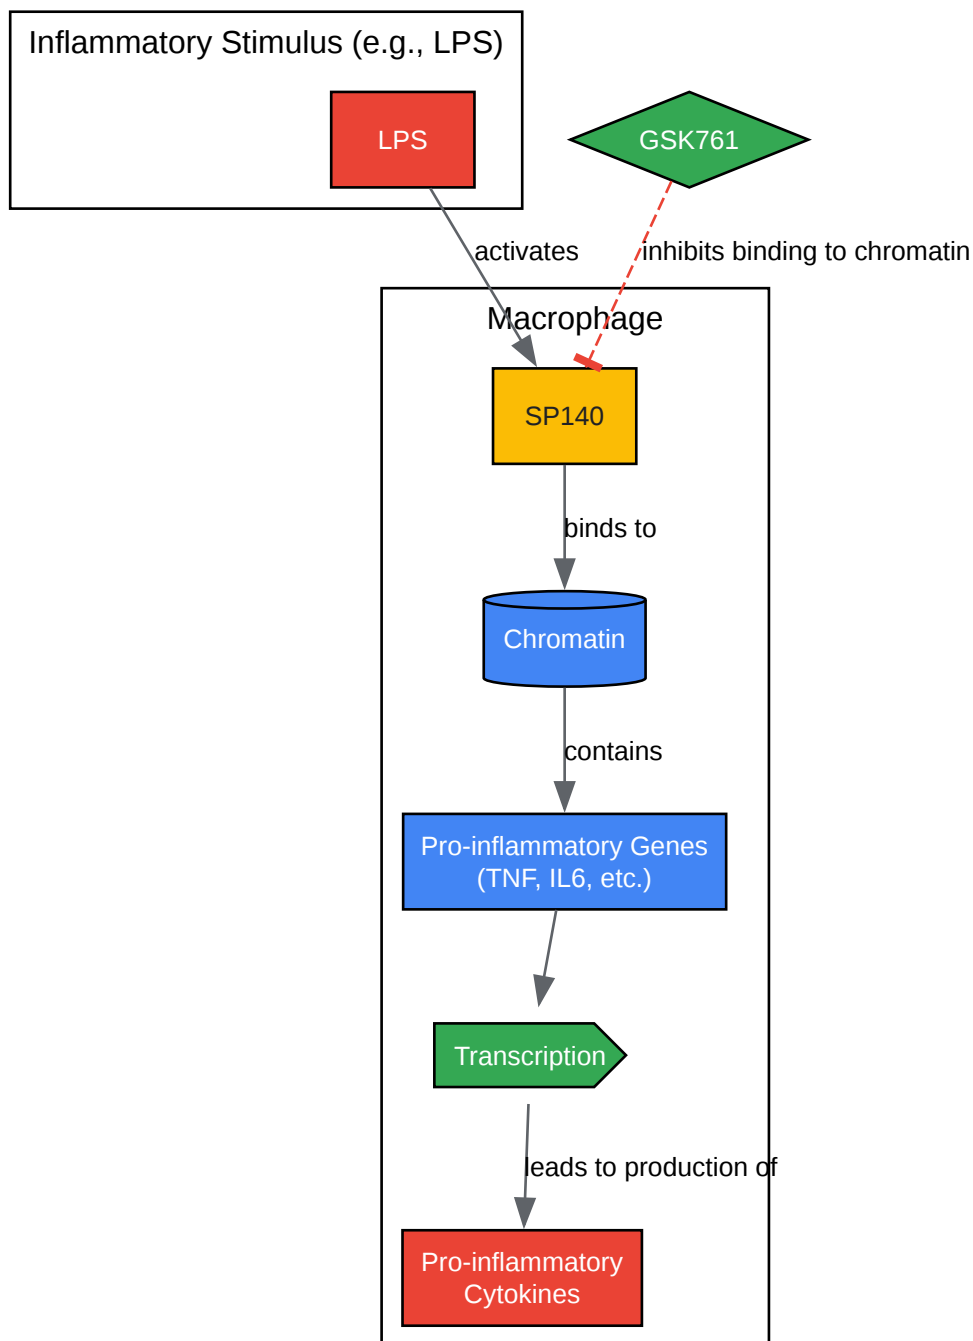 Inflammatory Stimulus (e.g., LPS)
LPS
GSK761
activates
inhibits binding to chromatin
Macrophage
SP140
binds to
Chromatin
contains
Pro-inflammatory Genes
(TNF, IL6, etc.)
Transcription
leads to production of
Pro-inflammatory
Cytokines